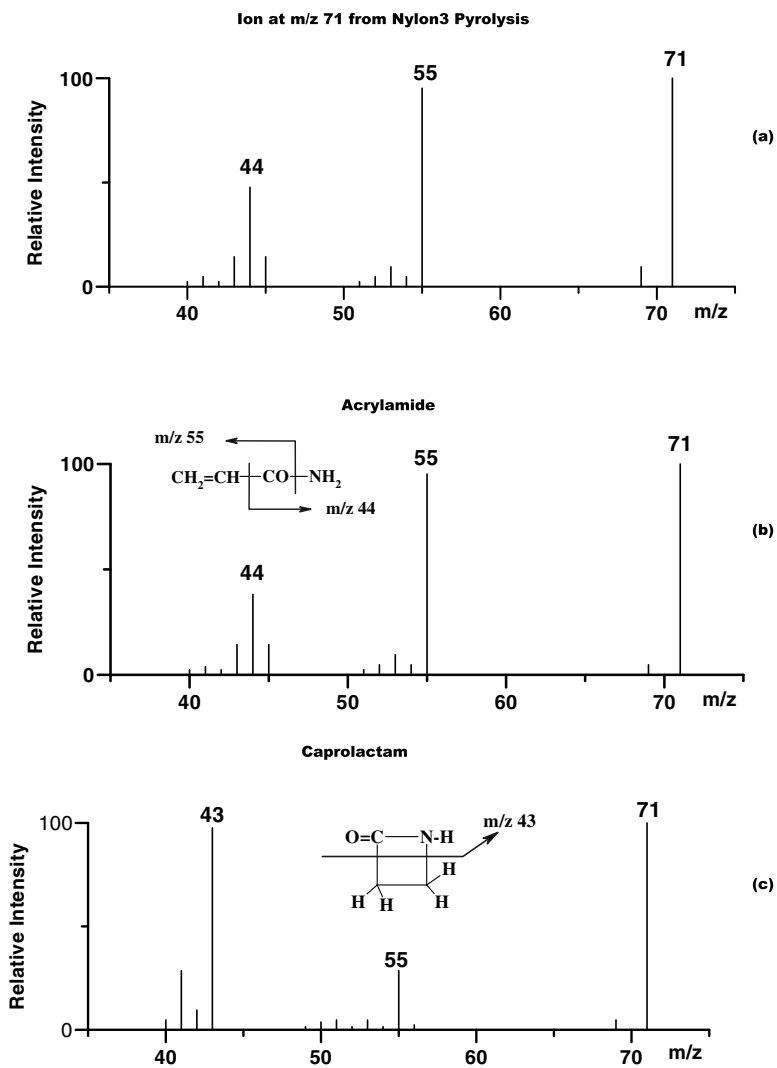 Ion at m/z 71 from Nylon3 Pyrolysis
71
55
100
(a)
Relative Intensity
44
0
40 50 60 70 m/z
Acrylamide
m/z 55
71
100
55
CH2=CH CO NH2
m/z 44
(b)
Relative Intensity
44
0
40 50 60 70 m/z
Caprolactam
43
m/z 43
71
100
O=C N-H
H
(c)
Relative Intensity
H H H
55
0
40 50 60 70 m/z